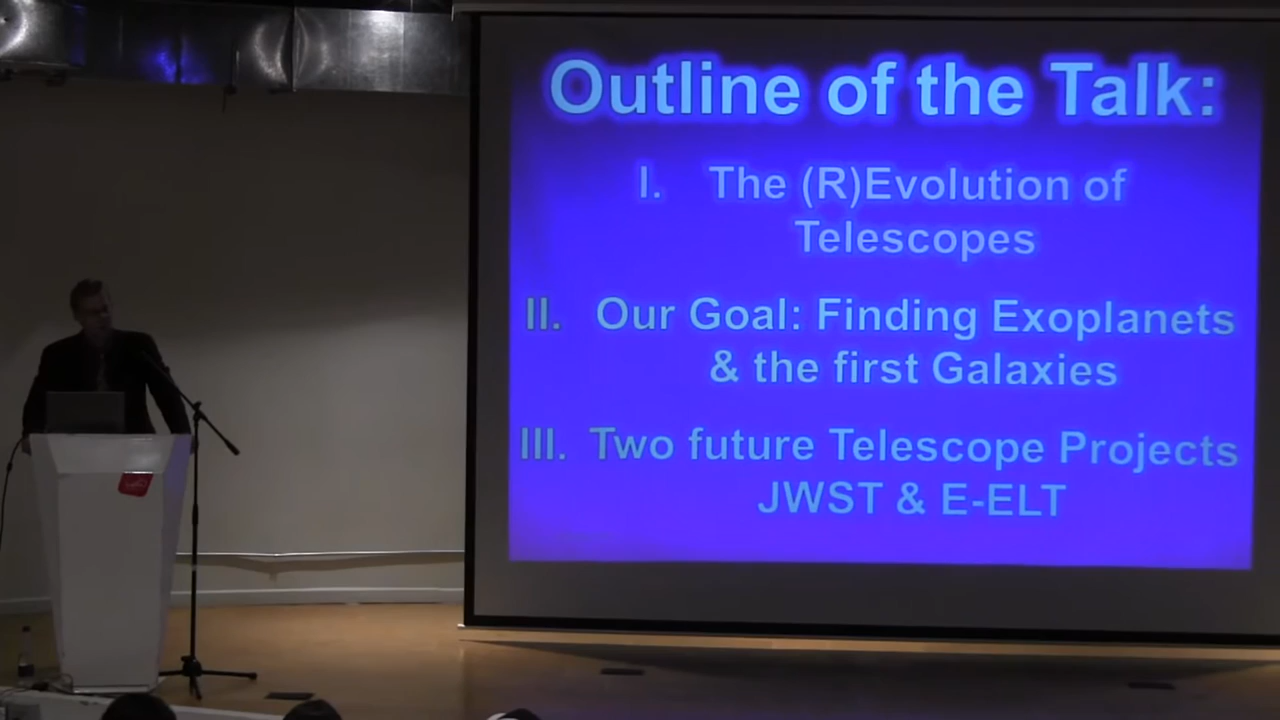 Outline of the Talk:
I. The (R)Evolution of
Telescopes
II. Our Goal: Finding Exoplanets
& the first Galaxies
III. Two future Telescope Projects
JWST & E-ELT